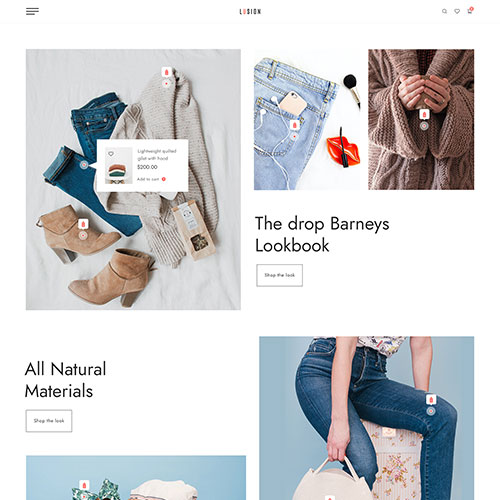 LUSION
Lightweight quilted
gilet with hood
$200.00
Add to cart
The drop Barneys
Lookbook
Shop the look
All Natural
Materials
Shop the look